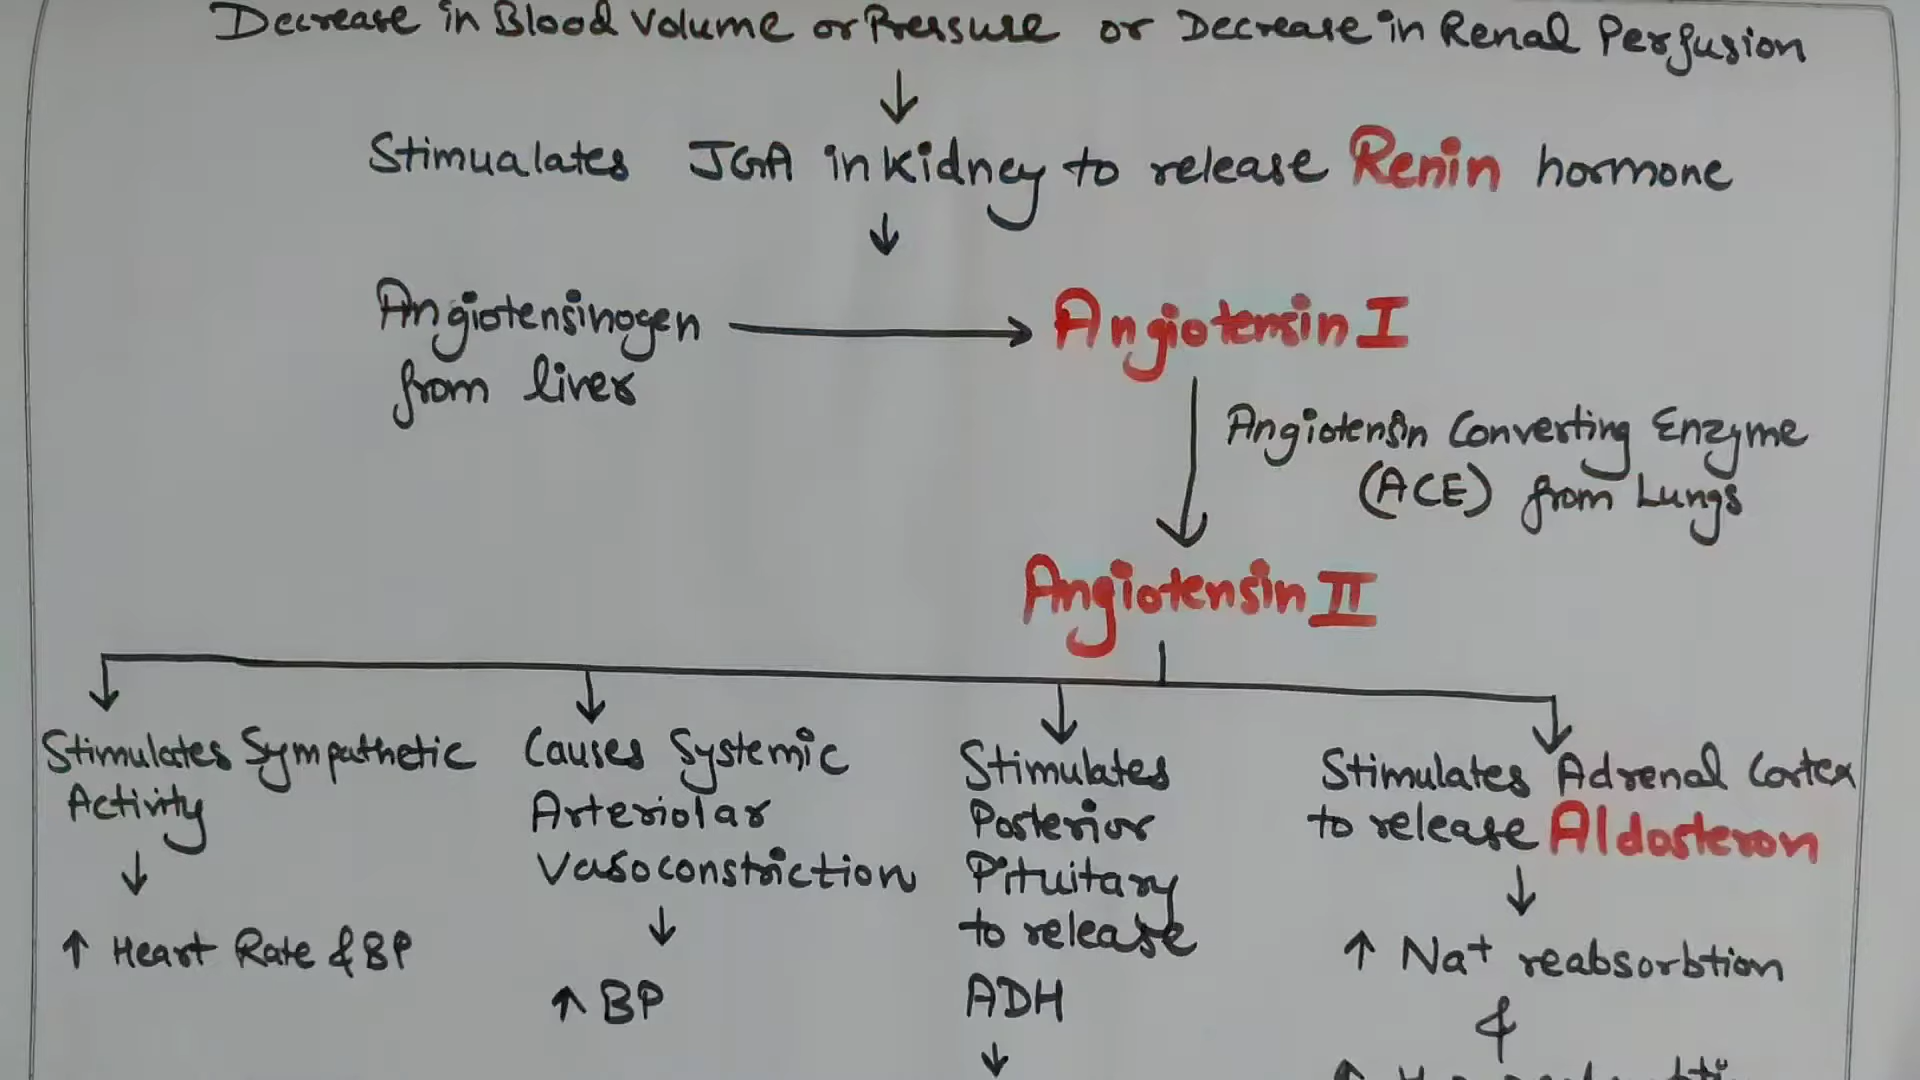 Decrease in Blood Volume or Pressure or Decrease in Renal Perfusion
↓
Stimualates JGA in Kidney to release Renin hormone
↓
Angiotensinogen → Angiotensin I
from liver
Angiotensin Converting Enzyme
(ACE) from Lungs
Angiotensin II
Stimulates Sympathetic
Activity
↓
↑ Heart Rate & BP
Causes Systemic
Arteriolar
Vasoconstriction
↓
↑ BP
Stimulates
Posterior
Pituitary
to release
ADH
↓
Stimulates Adrenal Cortex
to release Aldosteron
↓
↑ Na⁺ reabsorbtion
&